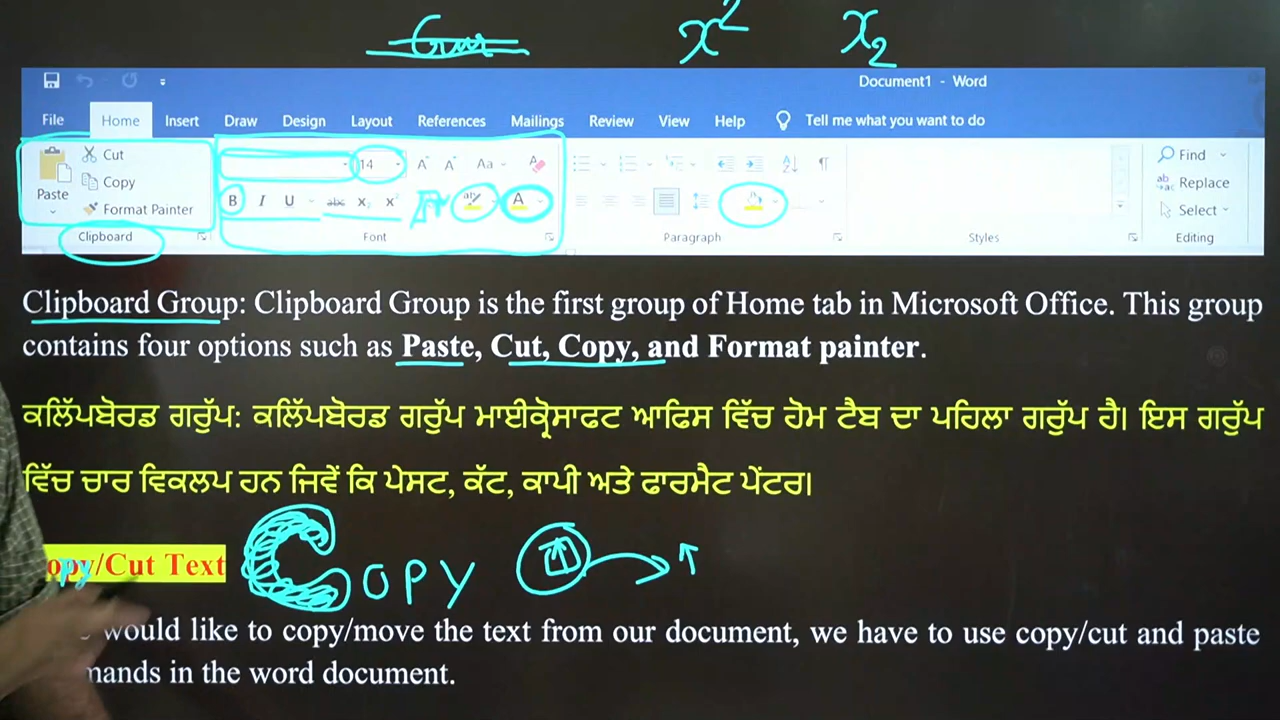 Gurr
x² x₂
Document1 - Word
File Home Insert Draw Design Layout References Mailings Review View Help Tell me what you want to do
Paste Cut 14 Aa Find
Copy Replace
Format Painter B I U abc X₂ X² A Select
Clipboard Font Paragraph Styles Editing
Clipboard Group: Clipboard Group is the first group of Home tab in Microsoft Office. This group
contains four options such as Paste, Cut, Copy, and Format painter.
ਕਲਿੱਪਬੋਰਡ ਗਰੁੱਪ: ਕਲਿੱਪਬੋਰਡ ਗਰੁੱਪ ਮਾਈਕ੍ਰੋਸਾਫਟ ਆਫਿਸ ਵਿੱਚ ਹੋਮ ਟੈਬ ਦਾ ਪਹਿਲਾ ਗਰੁੱਪ ਹੈ। ਇਸ ਗਰੁੱਪ
ਵਿੱਚ ਚਾਰ ਵਿਕਲਪ ਹਨ ਜਿਵੇਂ ਕਿ ਪੇਸਟ, ਕੱਟ, ਕਾਪੀ ਅਤੇ ਫਾਰਮੈਟ ਪੇਂਟਰ।
opy/Cut Text Copy
would like to copy/move the text from our document, we have to use copy/cut and paste
mands in the word document.